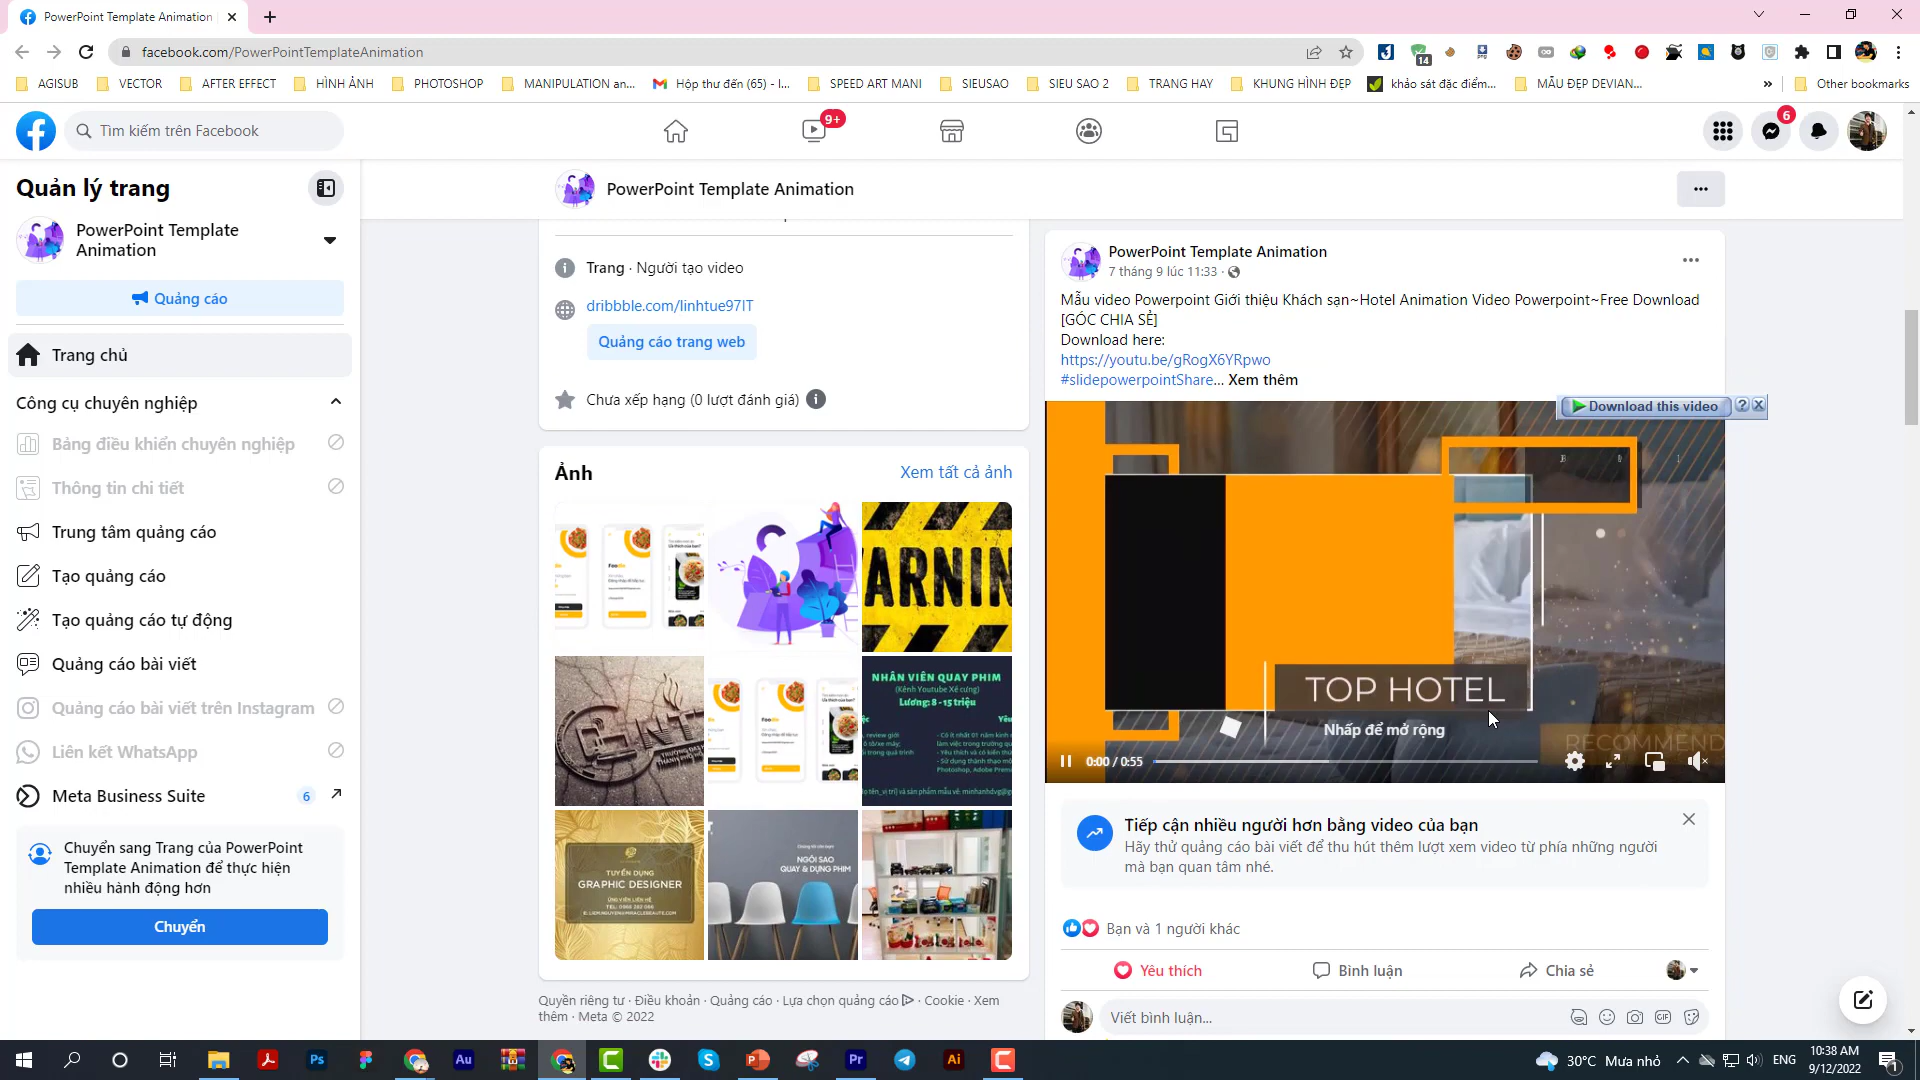 PowerPoint Template Animation
facebook.com/PowerPointTemplateAnimation
14
AGISUB
VECTOR
AFTER EFFECT
HÌNH ẢNH
PHOTOSHOP
MANIPULATION an...
Hộp thư đến (65) - l...
SPEED ART MANI
SIEUSAO
SIEU SAO 2
TRANG HAY
KHUNG HÌNH ĐẸP
khảo sát đặc điểm...
MẪU ĐẸP DEVIAN...
»
Other bookmarks
Tìm kiếm trên Facebook
9+
6
Quản lý trang
PowerPoint Template
Animation
Quảng cáo
Trang chủ
Công cụ chuyên nghiệp
Bảng điều khiển chuyên nghiệp
Thông tin chi tiết
Trung tâm quảng cáo
Tạo quảng cáo
Tạo quảng cáo tự động
Quảng cáo bài viết
Quảng cáo bài viết trên Instagram
Liên kết WhatsApp
Meta Business Suite
6
Chuyển sang Trang của PowerPoint
Template Animation để thực hiện
nhiều hành động hơn
Chuyển
PowerPoint Template Animation
Trang · Người tạo video
dribbble.com/linhtue97IT
Quảng cáo trang web
Chưa xếp hạng (0 lượt đánh giá)
Ảnh
Xem tất cả ảnh
Foodie
Foodie
NHÂN VIÊN QUAY PHIM
(Kênh Youtube Xê cưng)
Lương: 8 - 15 triệu
TUYỂN DỤNG
GRAPHIC DESIGNER
NGÔI SAO
QUAY & DỰNG PHIM
Quyền riêng tư · Điều khoản · Quảng cáo · Lựa chọn quảng cáo · Cookie · Xem
thêm · Meta © 2022
PowerPoint Template Animation
7 tháng 9 lúc 11:33 ·
Mẫu video Powerpoint Giới thiệu Khách sạn~Hotel Animation Video Powerpoint~Free Download
[GÓC CHIA SẺ]
Download here:
https://youtu.be/gRogX6YRpwo
#slidepowerpointShare... Xem thêm
Download this video
TOP HOTEL
Nhấp để mở rộng
RECOMMEND
0:00 / 0:55
Tiếp cận nhiều người hơn bằng video của bạn
Hãy thử quảng cáo bài viết để thu hút thêm lượt xem video từ phía những người
mà bạn quan tâm nhé.
Bạn và 1 người khác
Yêu thích
Bình luận
Chia sẻ
Viết bình luận...
GIF
30°C Mưa nhỏ
ENG
10:38 AM
9/12/2022
1